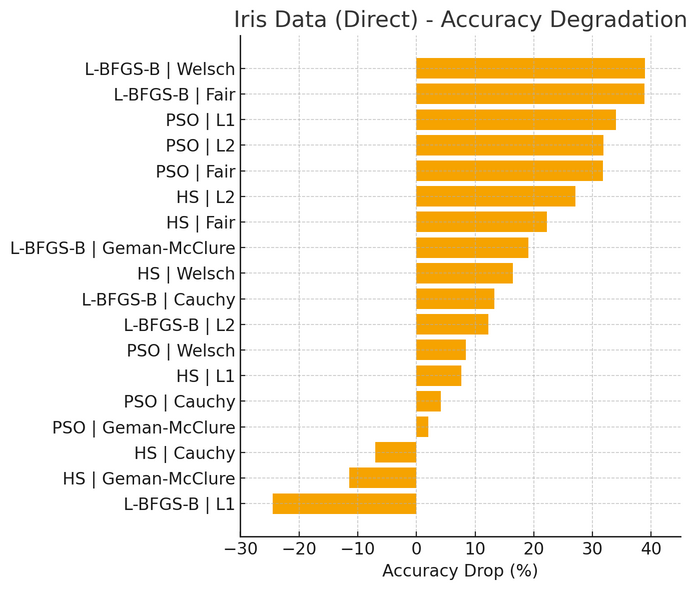 Iris Data (Direct) - Accuracy Degradation
L-BFGS-B | Welsch
L-BFGS-B | Fair
PSO | L1
PSO | L2
PSO | Fair
HS | L2
HS | Fair
L-BFGS-B | Geman-McClure
HS | Welsch
L-BFGS-B | Cauchy
L-BFGS-B | L2
PSO | Welsch
HS | L1
PSO | Cauchy
PSO | Geman-McClure
HS | Cauchy
HS | Geman-McClure
L-BFGS-B | L1
−30 −20 −10 0 10 20 30 40
Accuracy Drop (%)